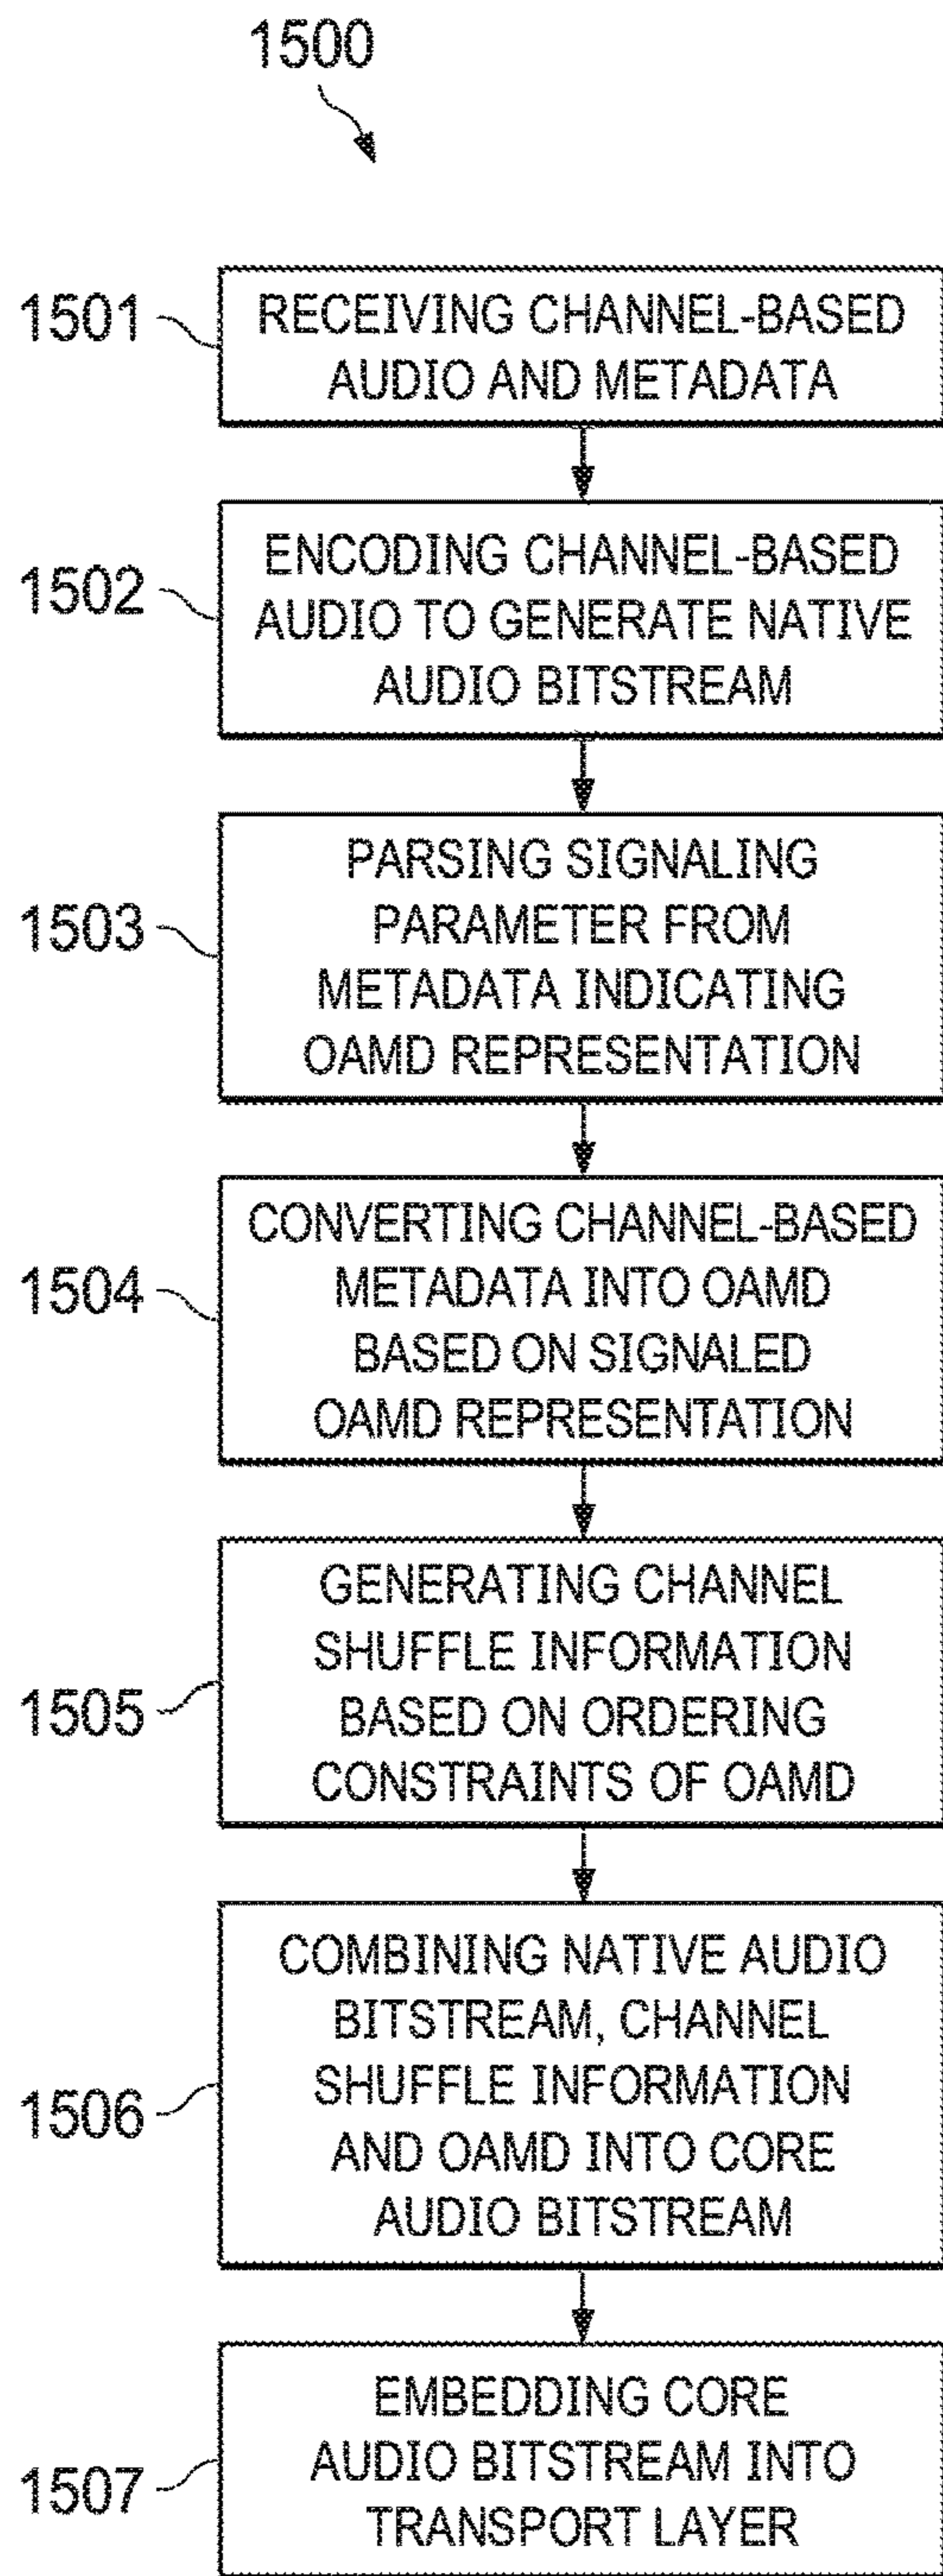 1500
1501
RECEIVING CHANNEL-BASED
AUDIO AND METADATA
1502
ENCODING CHANNEL-BASED
AUDIO TO GENERATE NATIVE
AUDIO BITSTREAM
1503
PARSING SIGNALING
PARAMETER FROM
METADATA INDICATING
OAMD REPRESENTATION
1504
CONVERTING CHANNEL-BASED
METADATA INTO OAMD
BASED ON SIGNALED
OAMD REPRESENTATION
1505
GENERATING CHANNEL
SHUFFLE INFORMATION
BASED ON ORDERING
CONSTRAINTS OF OAMD
1506
COMBINING NATIVE AUDIO
BITSTREAM, CHANNEL
SHUFFLE INFORMATION
AND OAMD INTO CORE
AUDIO BITSTREAM
1507
EMBEDDING CORE
AUDIO BITSTREAM INTO
TRANSPORT LAYER